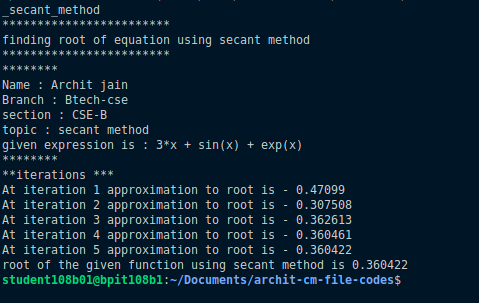 _secant_method
************************
finding root of equation using secant method
************************
********
Name : Archit jain
Branch : Btech-cse
section : CSE-B
topic : secant method
given expression is : 3*x + sin(x) + exp(x)
********
**iterations ***
At iteration 1 approximation to root is - 0.47099
At iteration 2 approximation to root is - 0.307508
At iteration 3 approximation to root is - 0.362613
At iteration 4 approximation to root is - 0.360461
At iteration 5 approximation to root is - 0.360422
root of the given function using secant method is 0.360422
student108b01@bpit108b1:~/Documents/archit-cm-file-codes$